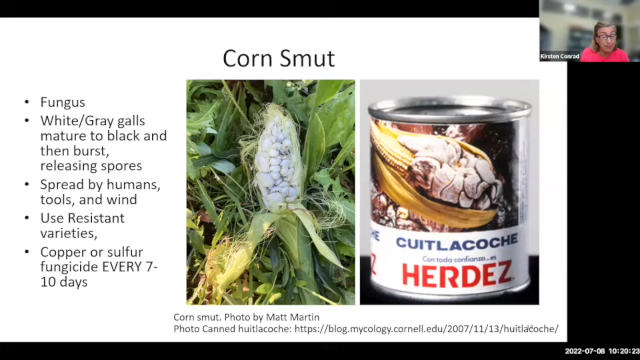 Kirsten Conrad
Corn Smut
• Fungus
• White/Gray galls
mature to black and
then burst,
releasing spores
• Spread by humans,
tools, and wind
• Use Resistant
varieties,
• Copper or sulfur
fungicide EVERY 7-
10 days
CUITLACOCHE
Con toda confianza...es
HERDEZ
Corn smut. Photo by Matt Martin
Photo Canned huitlacoche: https://blog.mycology.cornell.edu/2007/11/13/huitlacoche/
2022-07-08 10:20:23